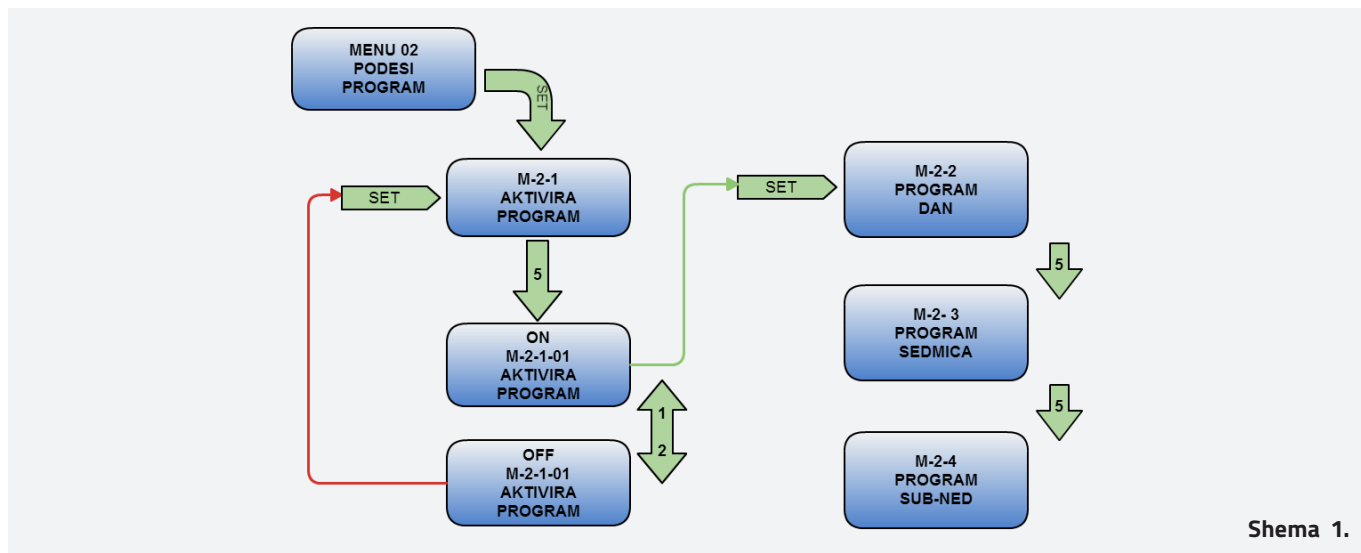 MENU 02
PODESI
PROGRAM
SET
SET
M-2-1
AKTIVIRA
PROGRAM
5
ON
M-2-1-01
AKTIVIRA
PROGRAM
1
2
OFF
M-2-1-01
AKTIVIRA
PROGRAM
SET
M-2-2
PROGRAM
DAN
5
M-2- 3
PROGRAM
SEDMICA
5
M-2-4
PROGRAM
SUB-NED
Shema 1.